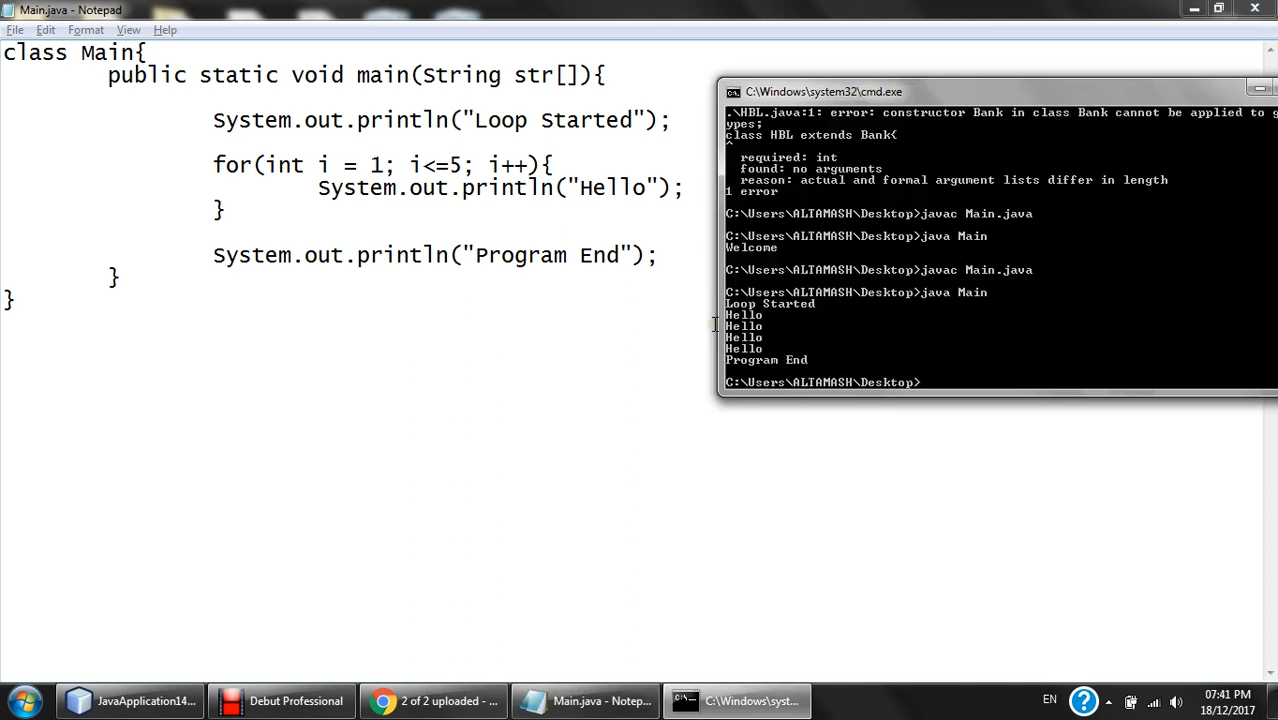 Main.java - Notepad
File Edit Format View Help
class Main{
public static void main(String str[]){
System.out.println("Loop Started");
for(int i = 1; i<=5; i++){
System.out.println("Hello");
}
System.out.println("Program End");
}
}
C:\Windows\system32\cmd.exe
.\HBL.java:1: error: constructor Bank in class Bank cannot be applied to g
ypes;
class HBL extends Bank{
^
required: int
found: no arguments
reason: actual and formal argument lists differ in length
1 error
C:\Users\ALTAMASH\Desktop>javac Main.java
C:\Users\ALTAMASH\Desktop>java Main
Welcome
C:\Users\ALTAMASH\Desktop>javac Main.java
C:\Users\ALTAMASH\Desktop>java Main
Loop Started
Hello
Hello
Hello
Hello
Program End
C:\Users\ALTAMASH\Desktop>
JavaApplication14... Debut Professional 2 of 2 uploaded - ... Main.java - Notep... C:\Windows\syst... EN 07:41 PM
18/12/2017